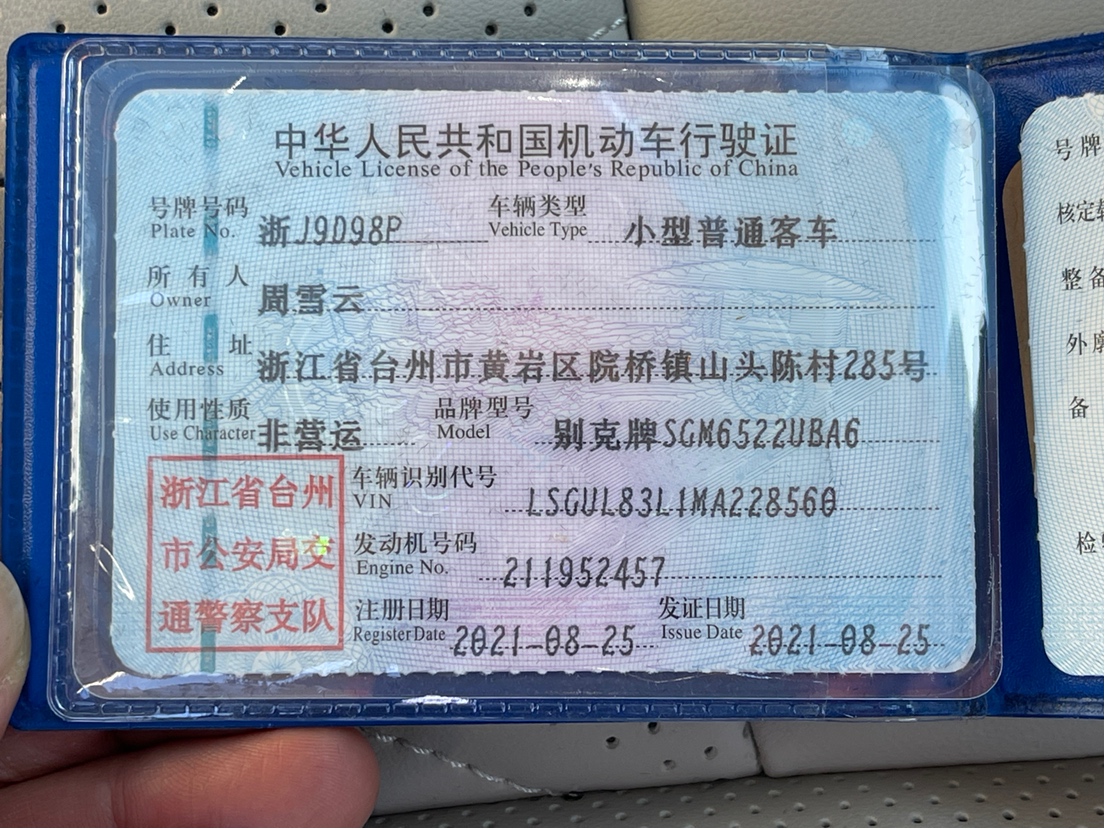 中华人民共和国机动车行驶证
Vehicle License of the People's Republic of China
号牌号码 浙J9D98P 车辆类型 小型普通客车
Plate No. Vehicle Type
所有人 周雪云
Owner
住址 浙江省台州市黄岩区院桥镇山头陈村285号
Address
使用性质 非营运 品牌型号 别克牌SGM6522UBA6
Use Character Model
浙江省台州
市公安局交
通警察支队
车辆识别代号 LSGUL83L1MA228560
VIN
发动机号码 211952457
Engine No.
注册日期 2021-08-25 发证日期 2021-08-25
Register Date Issue Date
号牌
核定
整备
外廓
备
检